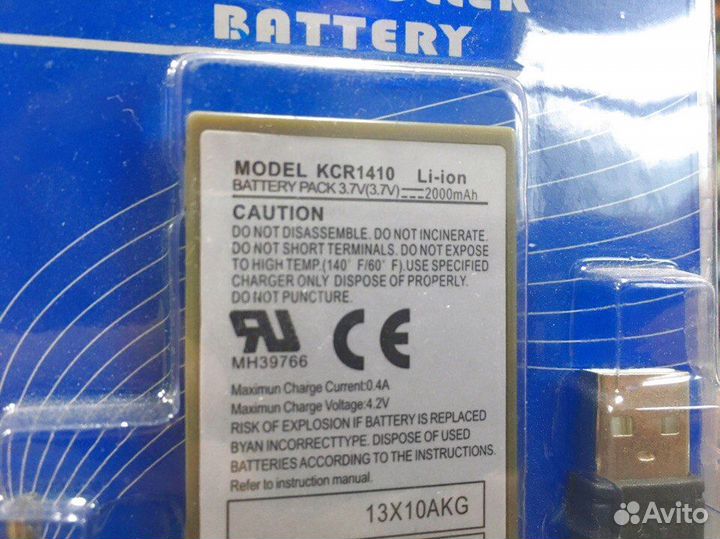 BATTERY
MODEL KCR1410 Li-ion
BATTERY PACK 3.7V(3.7V) 2000mAh
CAUTION
DO NOT DISASSEMBLE. DO NOT INCINERATE.
DO NOT SHORT TERMINALS. DO NOT EXPOSE
TO HIGH TEMP.(140° F/60° F).USE SPECIFIED
CHARGER ONLY DISPOSE OF PROPERLY.
DO NOT PUNCTURE.
RU CE
MH39766
Maximun Charge Current:0.4A
Maximun Charge Voltage:4.2V
RISK OF EXPLOSION IF BATTERY IS REPLACED
BYAN INCORRECTTYPE. DISPOSE OF USED
BATTERIES ACCORDING TO THE INSTRUCTIONS.
Refer to instruction manual.
13X10AKG
Avito